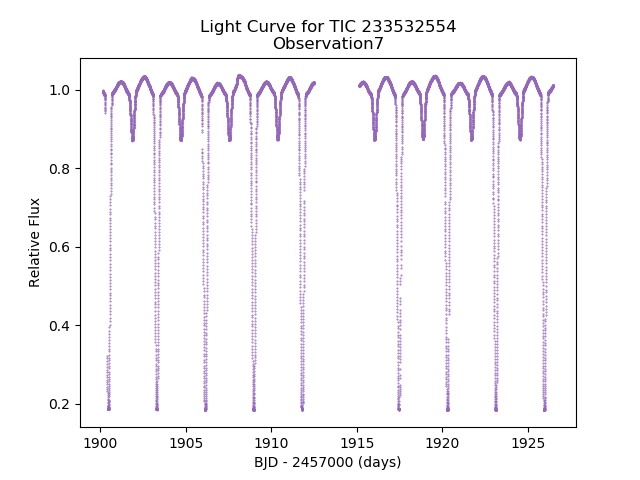 Light Curve for TIC 233532554
Observation7
1.0
0.8
0.6
0.4
0.2
Relative Flux
1900
1905
1910
1915
1920
1925
BJD - 2457000 (days)